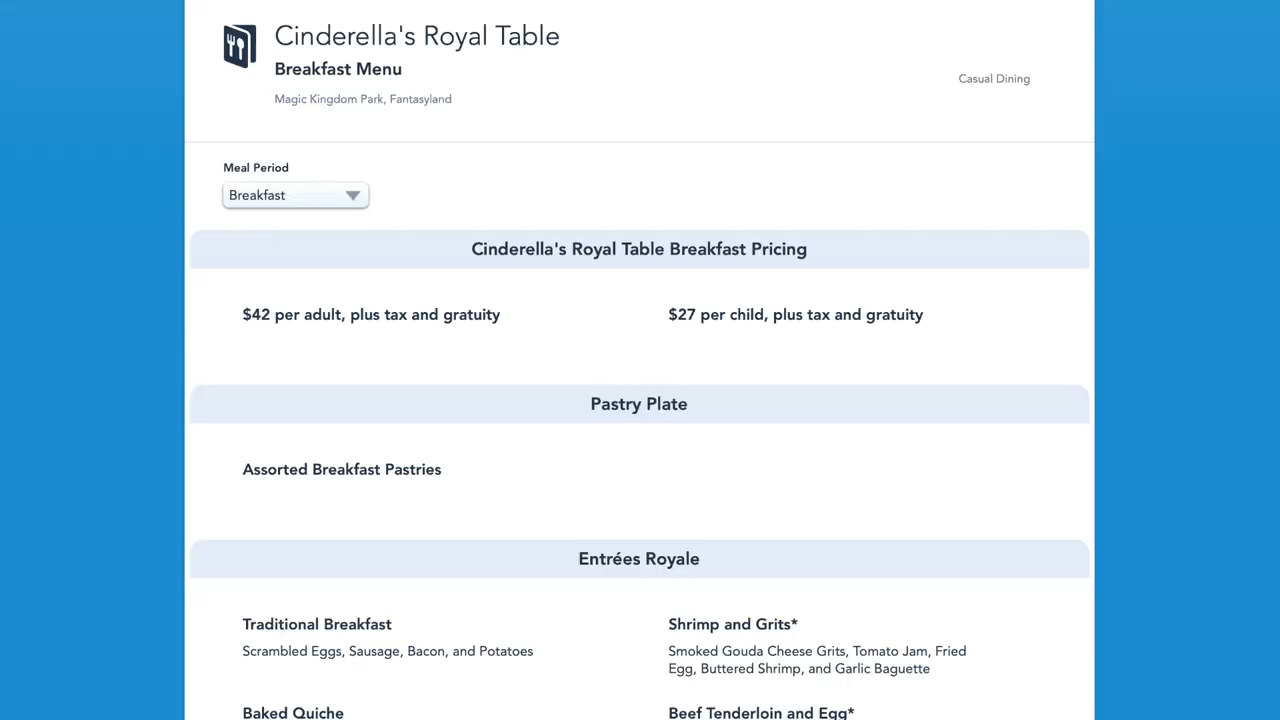 Cinderella's Royal Table
Breakfast Menu
Magic Kingdom Park, Fantasyland
Casual Dining
Meal Period
Breakfast
Cinderella's Royal Table Breakfast Pricing
$42 per adult, plus tax and gratuity
$27 per child, plus tax and gratuity
Pastry Plate
Assorted Breakfast Pastries
Entrées Royale
Traditional Breakfast
Scrambled Eggs, Sausage, Bacon, and Potatoes
Shrimp and Grits*
Smoked Gouda Cheese Grits, Tomato Jam, Fried
Egg, Buttered Shrimp, and Garlic Baguette
Baked Quiche
Beef Tenderloin and Egg*